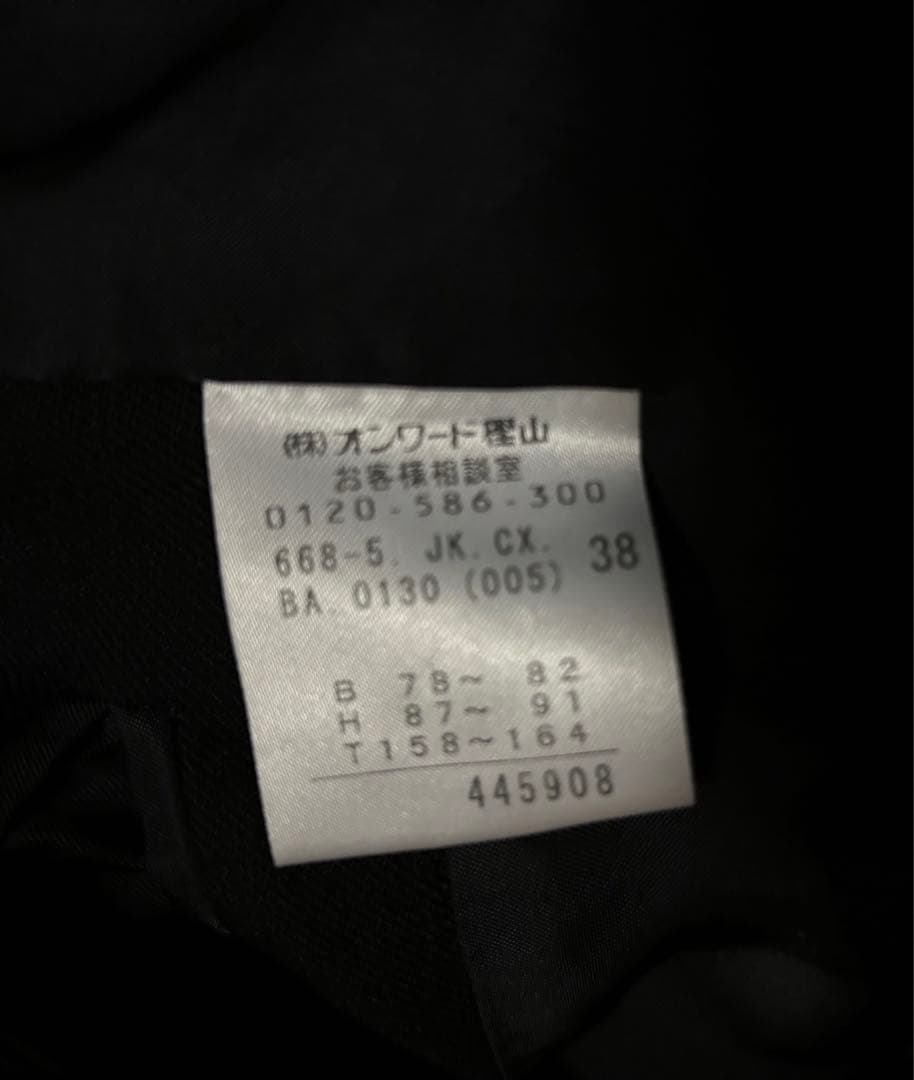 (株)オンワード樫山
お客様相談室
0120-586-300
668-5. JK. CX. 38
BA. 0130 (005)
B 78~ 82
H 87~ 91
T158~164
445908